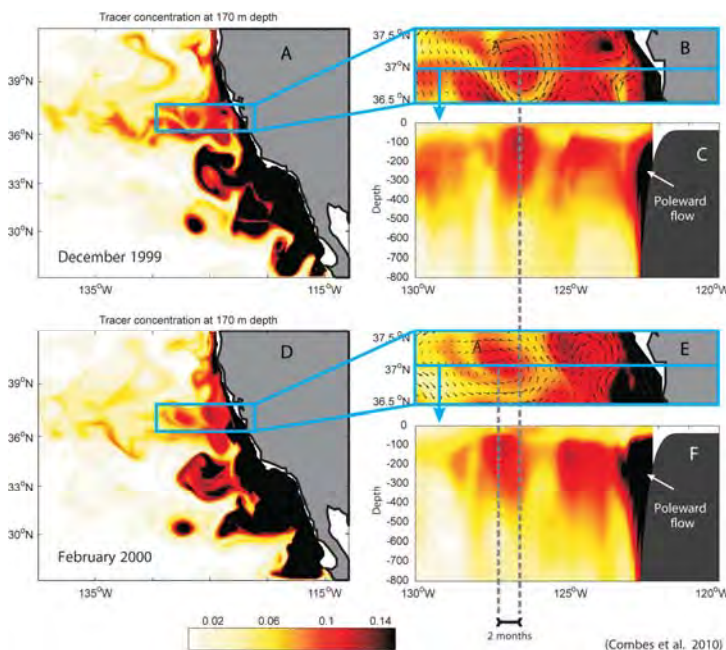 Tracer concentration at 170 m depth
39°N
36°N
33°N
30°N
135°W
115°W
A
December 1999
37.5°N
37°N
36.5°N
A
B
0
-100
-200
-300
-400
-500
-600
-700
-800
Depth
130°W
125°W
120°W
C
Poleward
flow
Tracer concentration at 170 m depth
39°N
36°N
33°N
30°N
135°W
115°W
D
February 2000
37.5°N
37°N
36.5°N
A
E
0
-100
-200
-300
-400
-500
-600
-700
-800
Depth
130°W
125°W
120°W
F
Poleward
flow
0.02 0.06 0.1 0.14
2 months
(Combes et al. 2010)